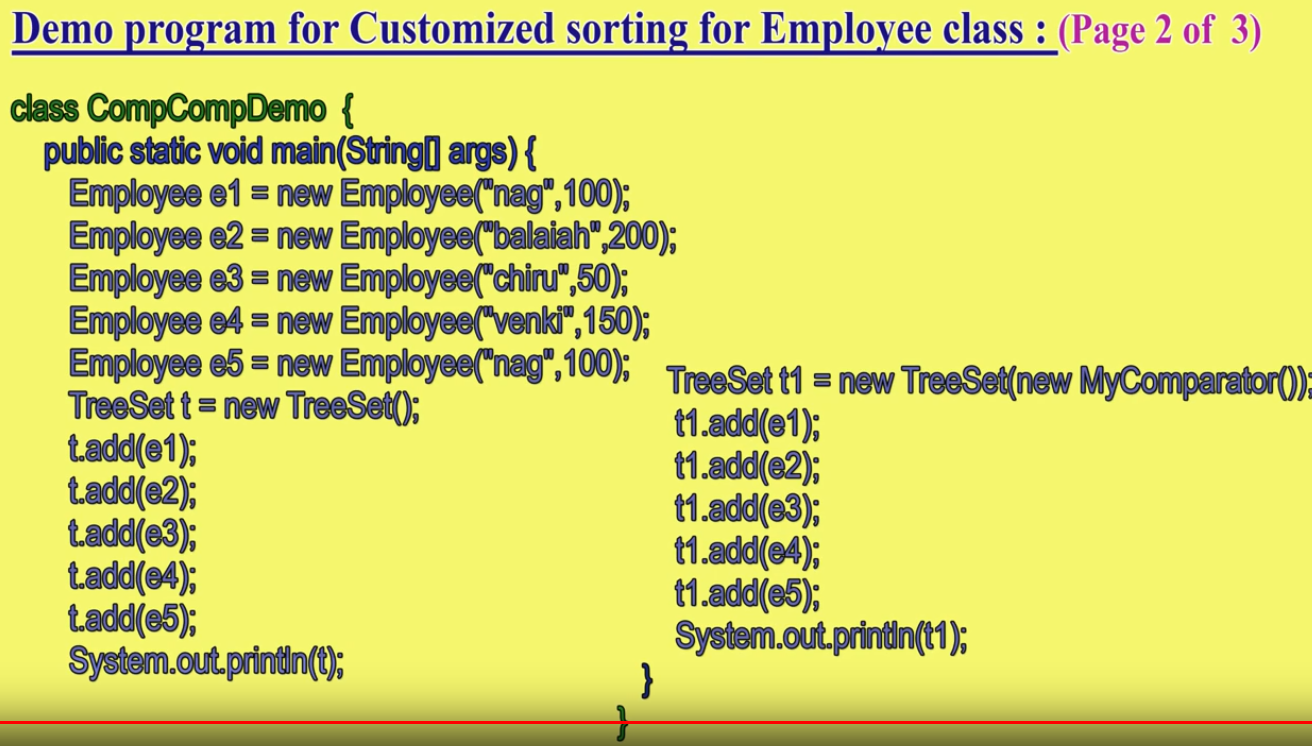 Demo program for Customized sorting for Employee class : (Page 2 of 3)
class CompCompDemo {
public static void main(String[] args) {
Employee e1 = new Employee("nag",100);
Employee e2 = new Employee("balaiah",200);
Employee e3 = new Employee("chiru",50);
Employee e4 = new Employee("venki",150);
Employee e5 = new Employee("nag",100);
TreeSet t = new TreeSet();
t.add(e1);
t.add(e2);
t.add(e3);
t.add(e4);
t.add(e5);
System.out.println(t);
TreeSet t1 = new TreeSet(new MyComparator());
t1.add(e1);
t1.add(e2);
t1.add(e3);
t1.add(e4);
t1.add(e5);
System.out.println(t1);
}
}